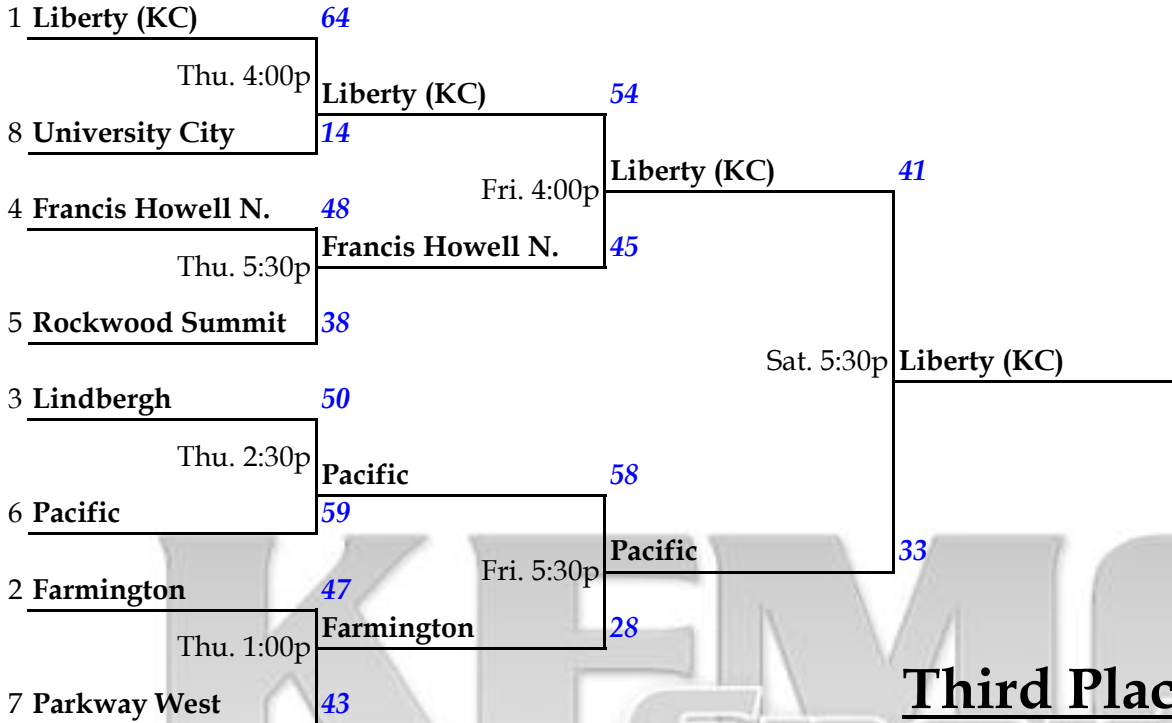 1 Liberty (KC) 64
Thu. 4:00p
Liberty (KC) 54
8 University City 14
Liberty (KC) 41
Fri. 4:00p
4 Francis Howell N. 48
Francis Howell N. 45
Thu. 5:30p
5 Rockwood Summit 38
Sat. 5:30p Liberty (KC)
3 Lindbergh 50
Thu. 2:30p
Pacific 58
6 Pacific 59
Pacific 33
Fri. 5:30p
2 Farmington 47
Farmington 28
Thu. 1:00p
Third Plac
7 Parkway West 43